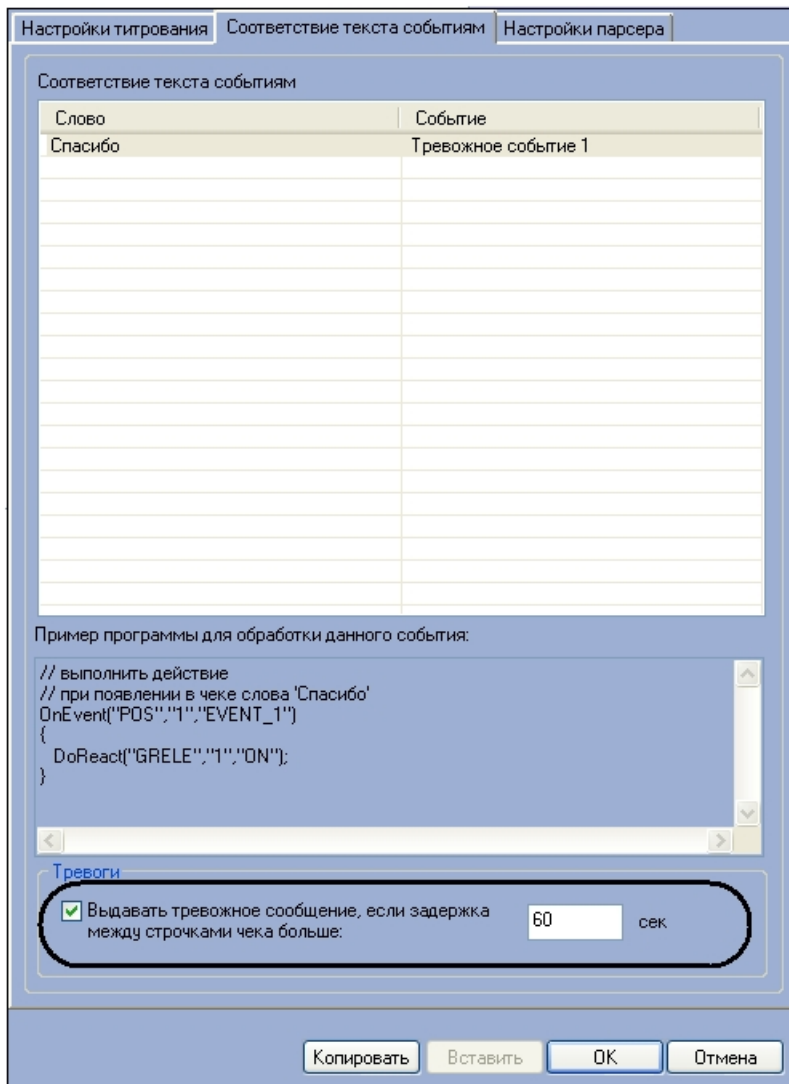 Настройки титрования Соответствие текста событиям Настройки парсера
Соответствие текста событиям
Слово Событие
Спасибо Тревожное событие 1
Пример программы для обработки данного события:
// выполнить действие
// при появлении в чеке слова 'Спасибо'
OnEvent("POS","1","EVENT_1")
{
DoReact("GRELE","1","ON");
}
Тревоги
Выдавать тревожное сообщение, если задержка
между строчками чека больше: 60 сек
Копировать Вставить OK Отмена